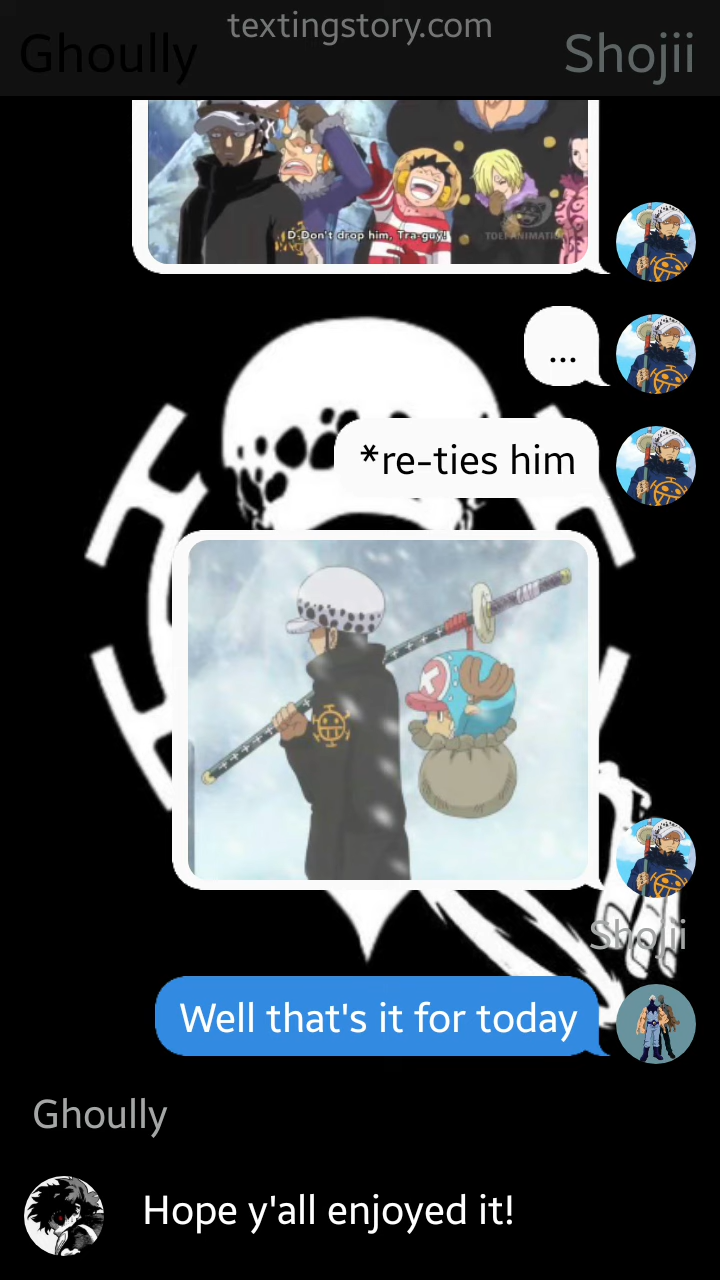 textingstory.com
Ghoully
Shojii
D-Don't drop him, Tra-guy!
TOEI ANIMATI
...
*re-ties him
Shojii
Well that's it for today
Ghoully
Hope y'all enjoyed it!